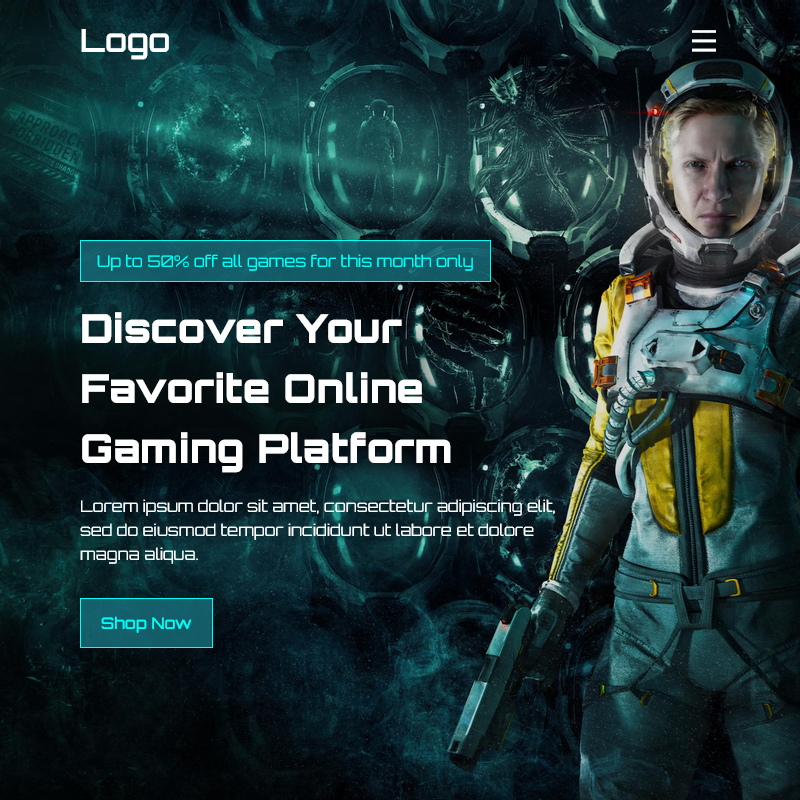 Logo
APPROACH
FORBIDDEN
Up to 50% off all games for this month only
Discover Your
Favorite Online
Gaming Platform
Lorem ipsum dolor sit amet, consectetur adipiscing elit,
sed do eiusmod tempor incididunt ut labore et dolore
magna aliqua.
Shop Now